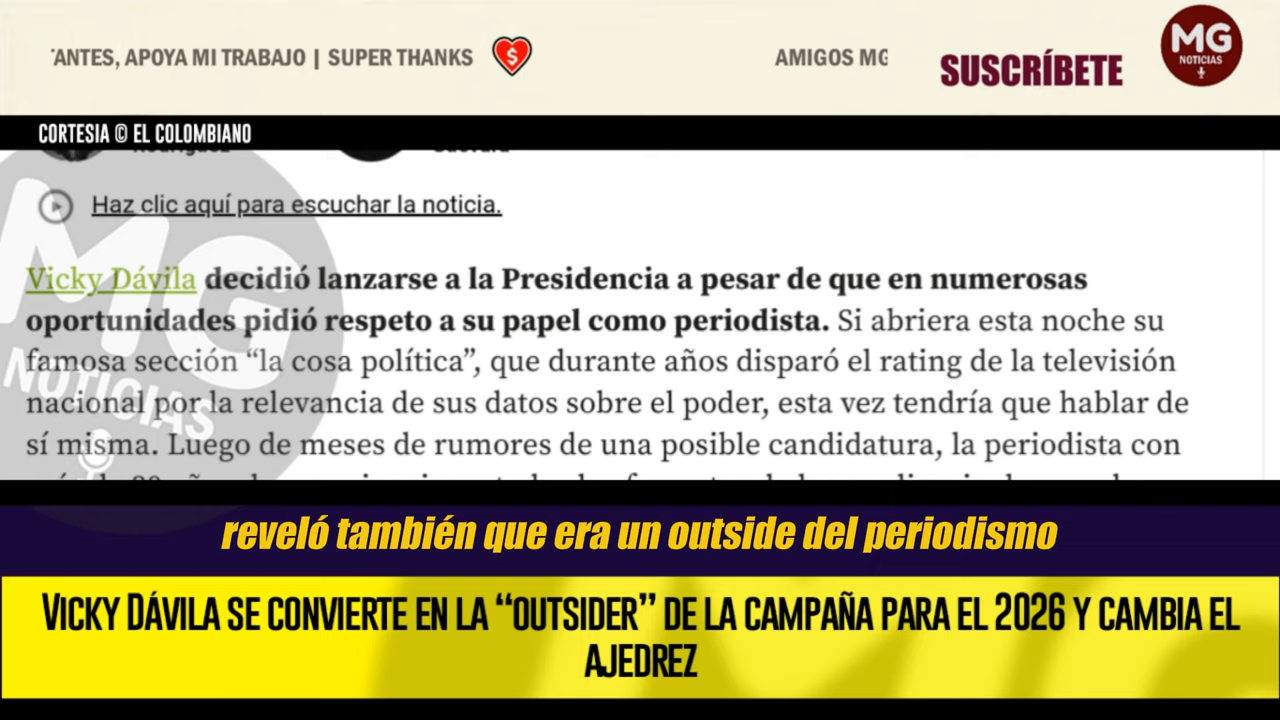 'ANTES, APOYA MI TRABAJO | SUPER THANKS
AMIGOS MG
SUSCRÍBETE
MG
NOTICIAS
CORTESIA © EL COLOMBIANO
Haz clic aquí para escuchar la noticia.
Vicky Dávila decidió lanzarse a la Presidencia a pesar de que en numerosas
oportunidades pidió respeto a su papel como periodista. Si abriera esta noche su
famosa sección “la cosa política”, que durante años disparó el rating de la televisión
nacional por la relevancia de sus datos sobre el poder, esta vez tendría que hablar de
sí misma. Luego de meses de rumores de una posible candidatura, la periodista con
MG
NOTICIAS
reveló también que era un outside del periodismo
VICKY DÁVILA SE CONVIERTE EN LA “OUTSIDER” DE LA CAMPAÑA PARA EL 2026 Y CAMBIA EL
AJEDREZ